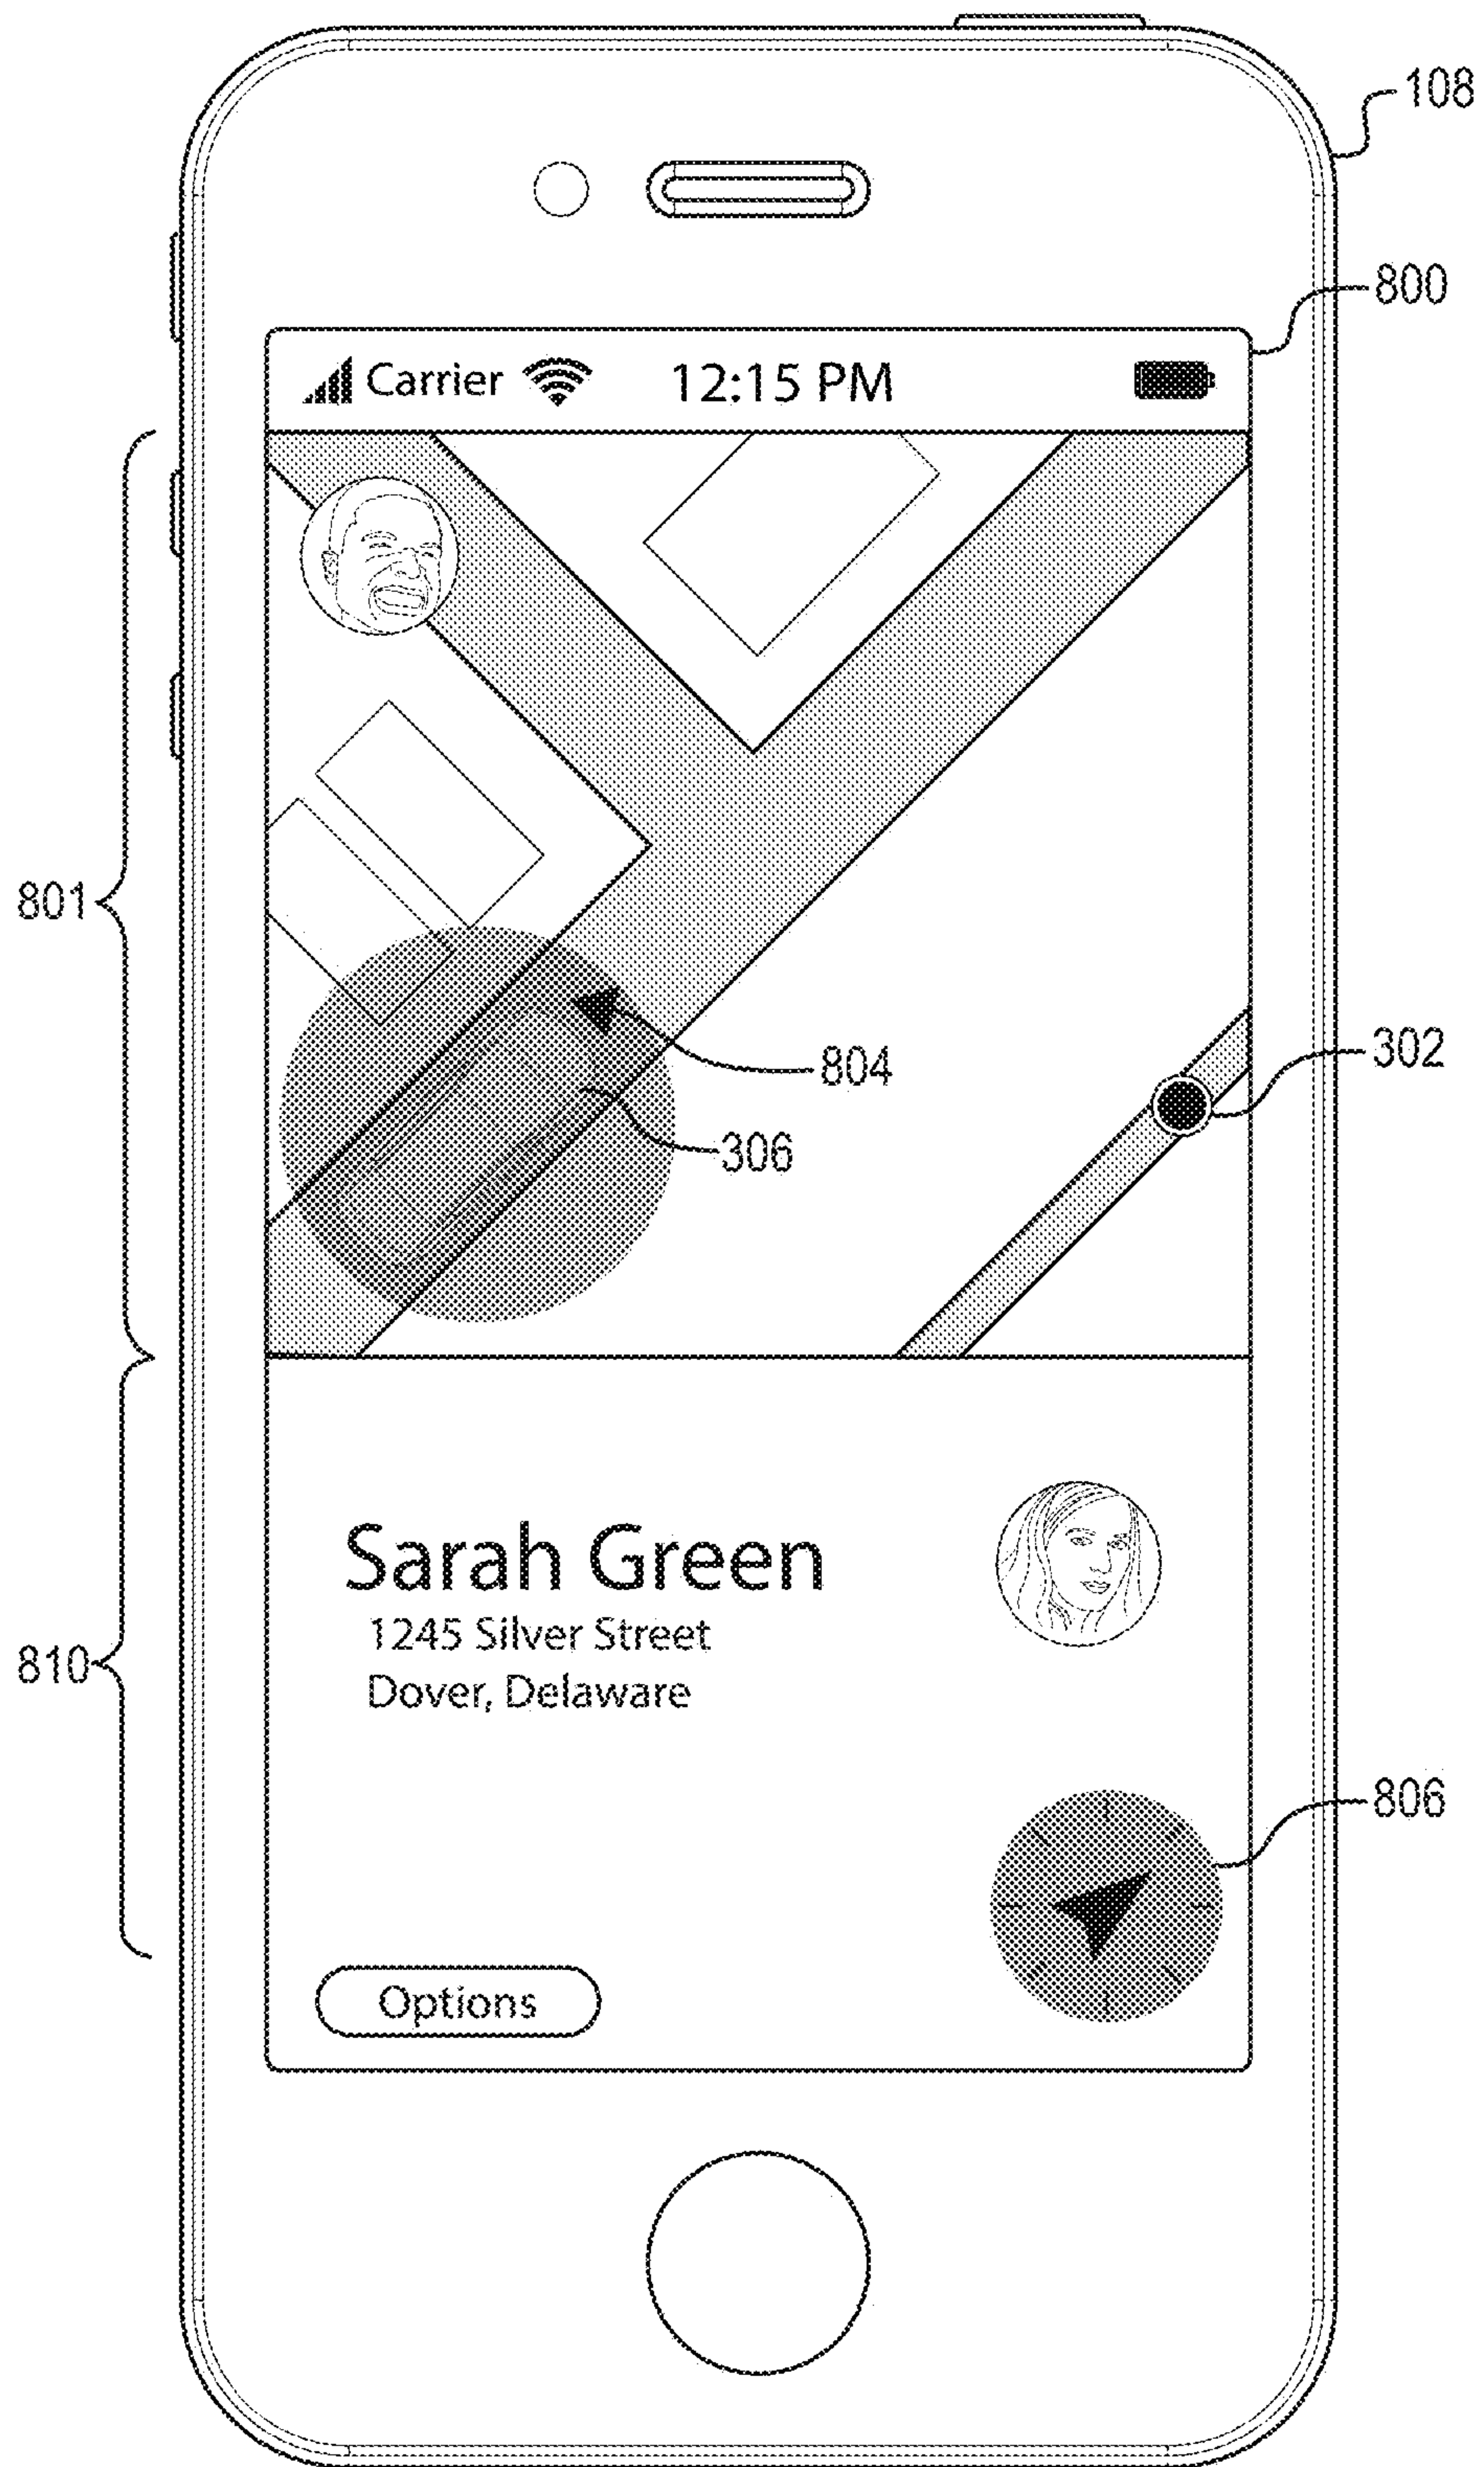 108
800
Carrier 12:15 PM
801
804
302
306
Sarah Green
1245 Silver Street
Dover, Delaware
810
806
Options